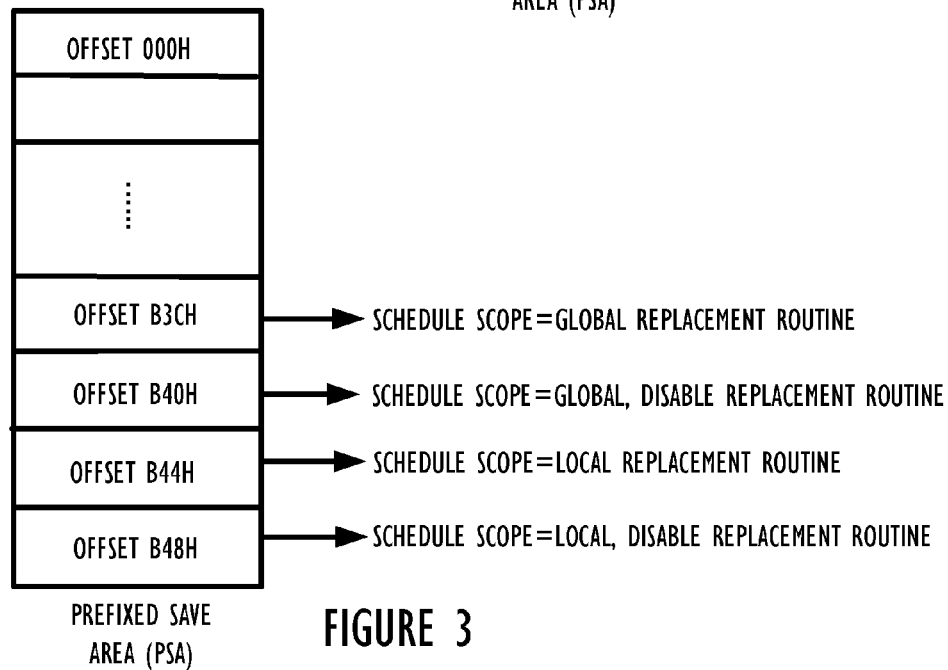 AREA (PSA)
OFFSET 000H
......
OFFSET B3CH
SCHEDULE SCOPE=GLOBAL REPLACEMENT ROUTINE
OFFSET B40H
SCHEDULE SCOPE=GLOBAL, DISABLE REPLACEMENT ROUTINE
OFFSET B44H
SCHEDULE SCOPE=LOCAL REPLACEMENT ROUTINE
OFFSET B48H
SCHEDULE SCOPE=LOCAL, DISABLE REPLACEMENT ROUTINE
PREFIXED SAVE
AREA (PSA)
FIGURE 3